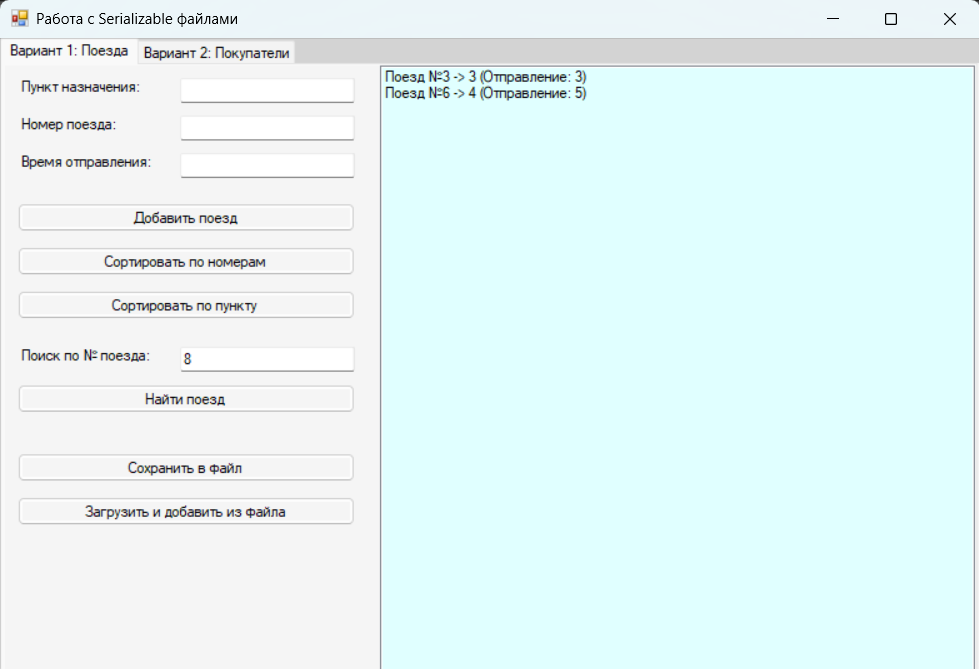 Работа с Serializable файлами
Вариант 1: Поезда
Вариант 2: Покупатели
Пункт назначения:
Номер поезда:
Время отправления:
Добавить поезд
Сортировать по номерам
Сортировать по пункту
Поиск по № поезда:
8
Найти поезд
Сохранить в файл
Загрузить и добавить из файла
Поезд №3 -> 3 (Отправление: 3)
Поезд №6 -> 4 (Отправление: 5)